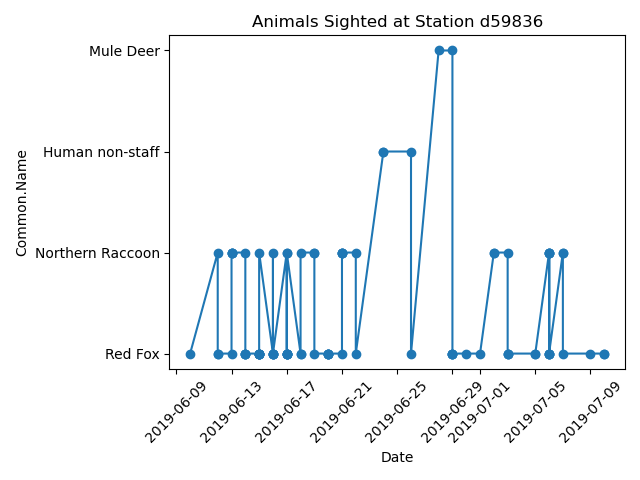 Animals Sighted at Station d59836
Common.Name
Mule Deer
Human non-staff
Northern Raccoon
Red Fox
2019-06-09
2019-06-13
2019-06-17
2019-06-21
2019-06-25
2019-06-29
2019-07-01
2019-07-05
2019-07-09
Date